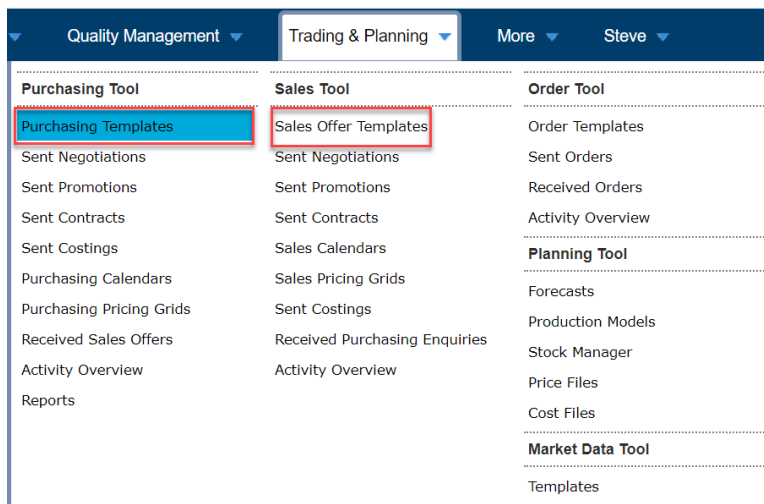 Quality Management
Trading & Planning
More
Steve
Purchasing Tool
Purchasing Templates
Sent Negotiations
Sent Promotions
Sent Contracts
Sent Costings
Purchasing Calendars
Purchasing Pricing Grids
Received Sales Offers
Activity Overview
Reports
Sales Tool
Sales Offer Templates
Sent Negotiations
Sent Promotions
Sent Contracts
Sales Calendars
Sales Pricing Grids
Sent Costings
Received Purchasing Enquiries
Activity Overview
Order Tool
Order Templates
Sent Orders
Received Orders
Activity Overview
Planning Tool
Forecasts
Production Models
Stock Manager
Price Files
Cost Files
Market Data Tool
Templates